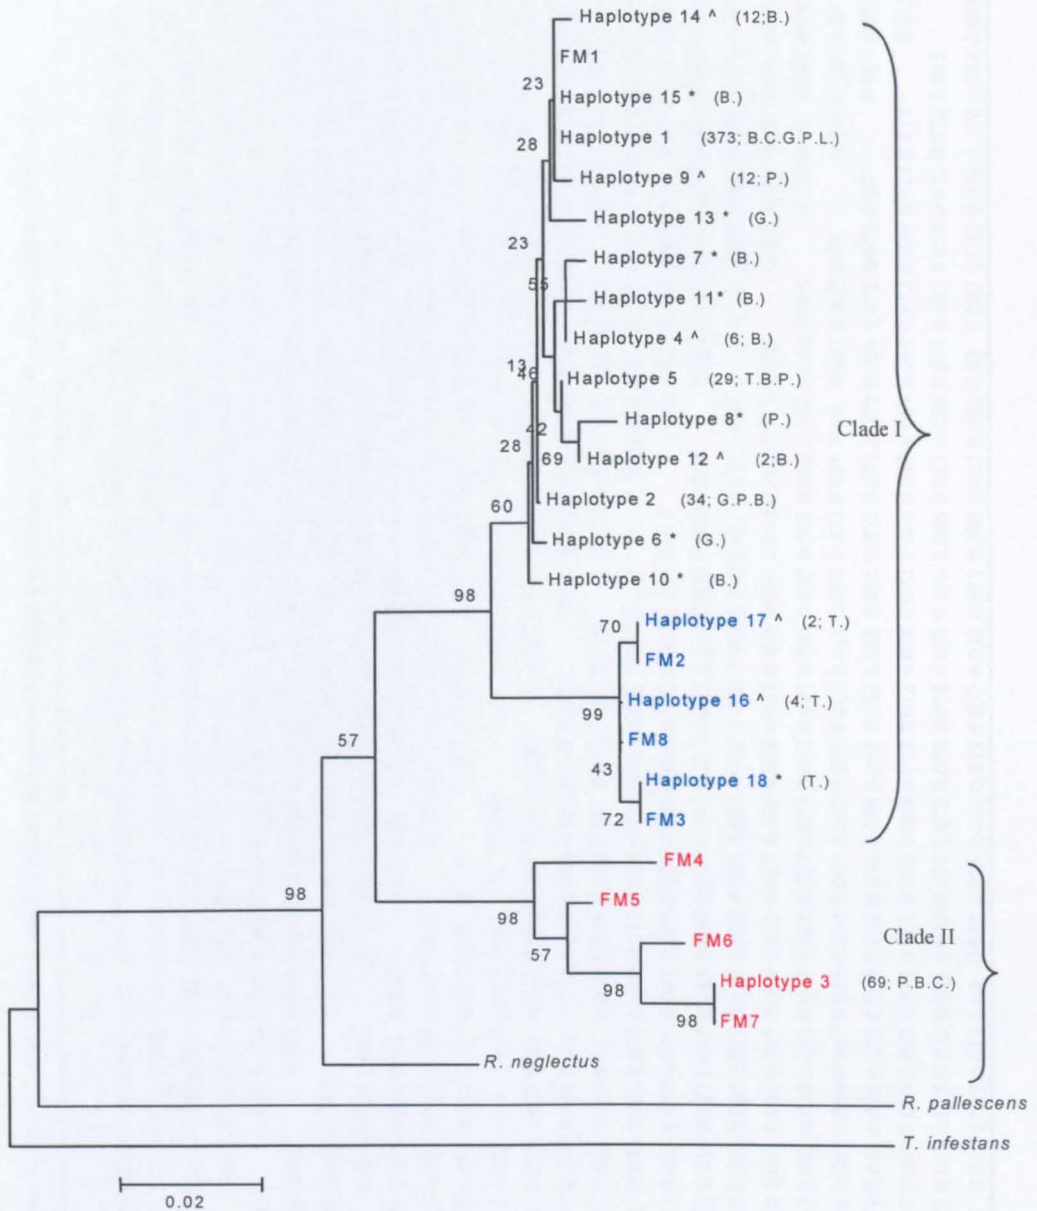 Haplotype 14 ^ (12;B.)
FM1
23
Haplotype 15 * (B.)
Haplotype 1 (373; B.C.G.P.L.)
28
Haplotype 9 ^ (12; P.)
Haplotype 13 * (G.)
23
Haplotype 7 * (B.)
55
Haplotype 11 * (B.)
Haplotype 4 ^ (6; B.)
13
46
Haplotype 5 (29; T.B.P.)
Haplotype 8* (P.)
42
Clade I
28
69
Haplotype 12 ^ (2;B.)
Haplotype 2 (34; G.P.B.)
60
Haplotype 6 * (G.)
Haplotype 10 * (B.)
98
Haplotype 17 ^ (2; T.)
70
FM2
Haplotype 16 ^ (4; T.)
99
FM8
57
43
Haplotype 18 * (T.)
72
FM3
FM4
98
FM5
98
FM6
Clade II
57
98
Haplotype 3 (69; P.B.C.)
98
FM7
R. neglectus
R. pallescens
T. infestans
0.02